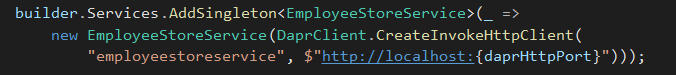 builder.Services.AddSingleton<EmployeeStoreService>(_ =>
new EmployeeStoreService(DaprClient.CreateInvokeHttpClient(
"employeestoreservice", $"http://localhost:{daprHttpPort}")));